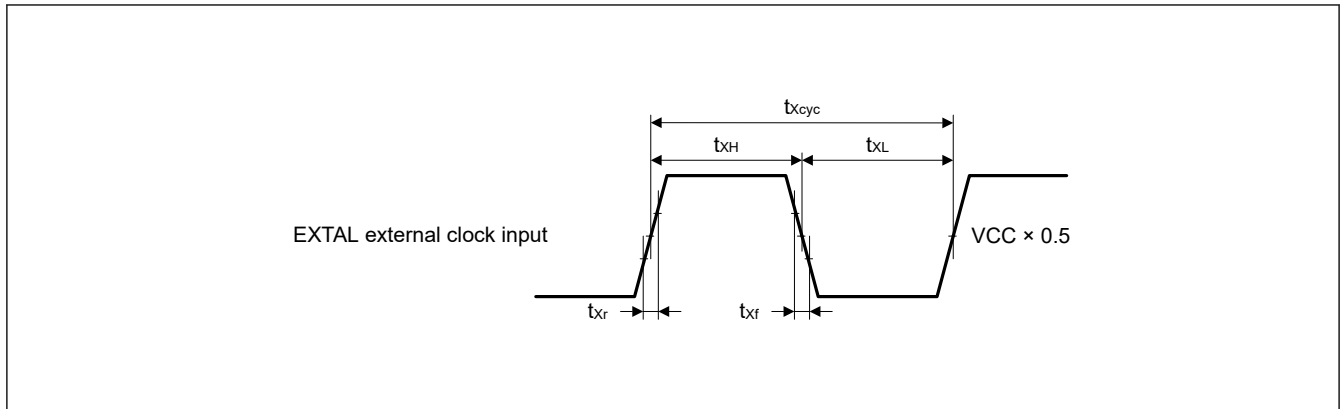 tXcyc
tXH
tXL
EXTAL external clock input
VCC × 0.5
tXr
tXf